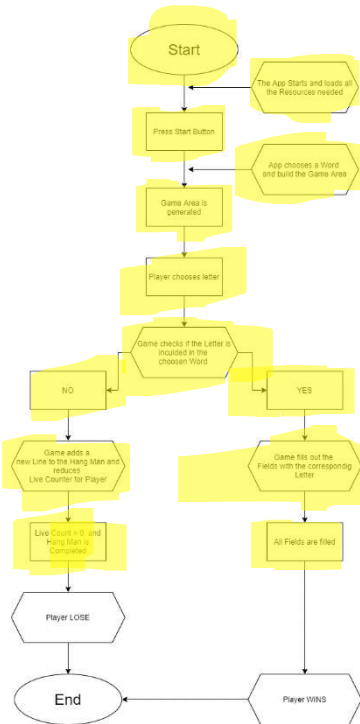 Start
The App Starts and loads all
the Resources needed
Press Start Button
App chooses a Word
and build the Game Area
Game Area is
generated
Player chooses letter
Game checks if the Letter is
inculded in the
choosen Word
NO
YES
Game adds a
new Line to the Hang Man and
reduces
Live Counter for Player
Game fills out the
Fields with the correspondig
Letter
Live Count = 0 and
Hang Man is
Completed
All Fields are filled
Player LOSE
End
Player WINS